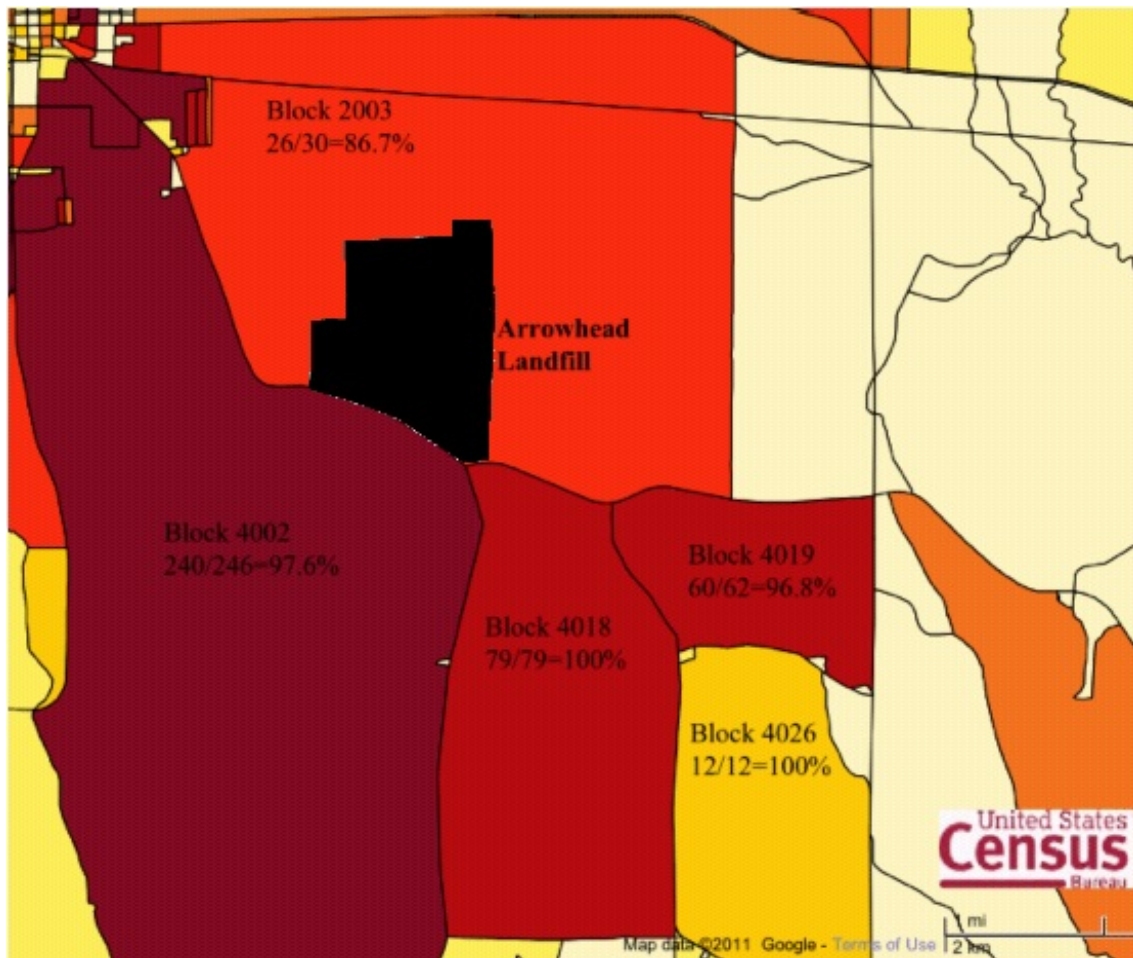 Block 2003
26/30=86.7%
Arrowhead
Landfill
Block 4002
240/246=97.6%
Block 4019
60/62=96.8%
Block 4018
79/79=100%
Block 4026
12/12=100%
United States
Census
Bureau
1 mi
Map data ©2011 Google - Terms of Use
2 km